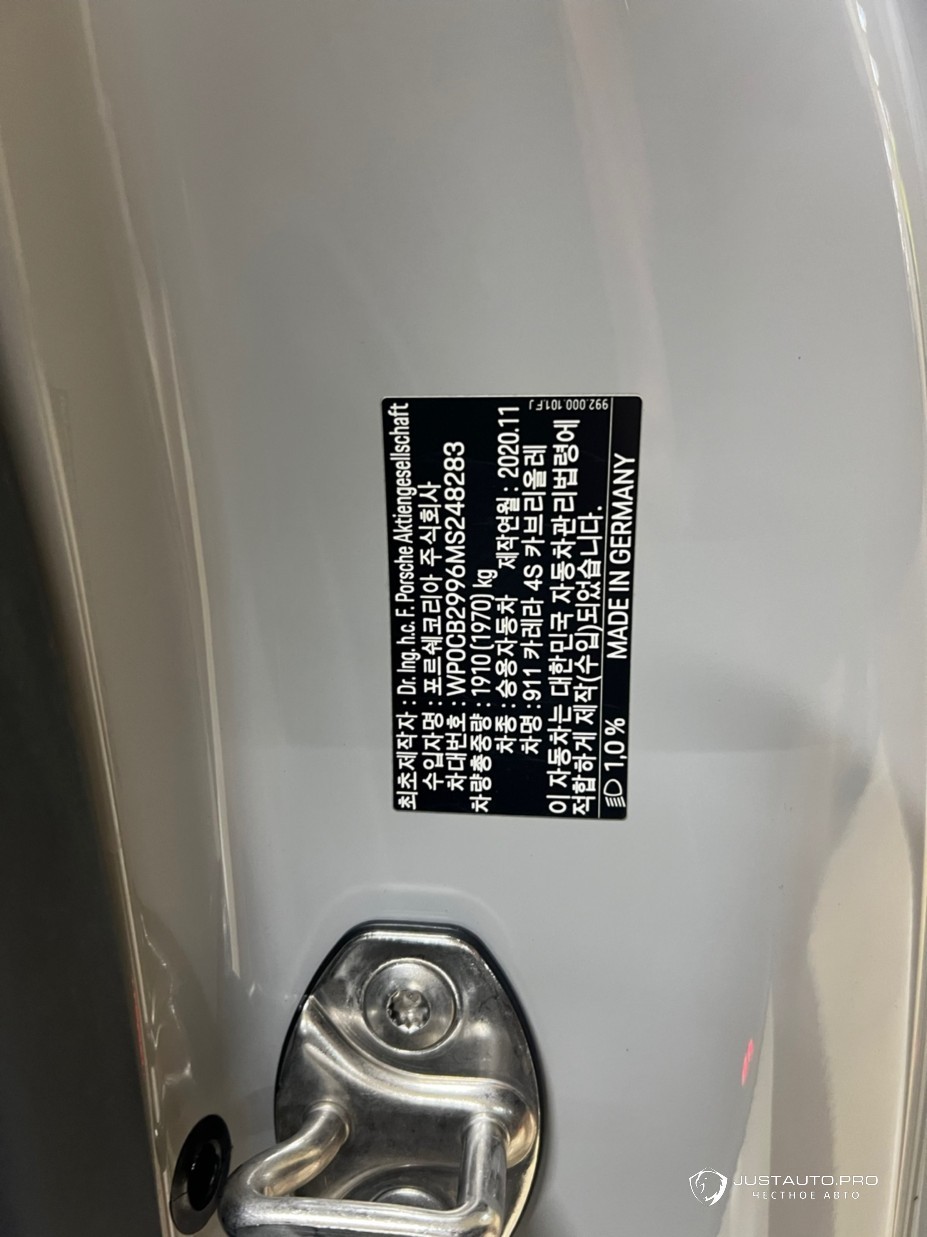 최초제작자 : Dr. Ing. h.c. F. Porsche Aktiengesellschaft
수입자명 : 포르쉐코리아 주식회사
차대번호 : WP0CB2996MS248283
차량총중량 : 1910 (1970) kg
차종 : 승용자동차 제작연월 : 2020.11
차명 : 911 카레라 4S 카브리올레
이 자동차는 대한민국 자동차관리법령에
적합하게 제작(수입)되었습니다.
992.000.101.FJ
1,0 % MADE IN GERMANY
JUSTAUTO.PRO
ЧЕСТНОЕ АВТО